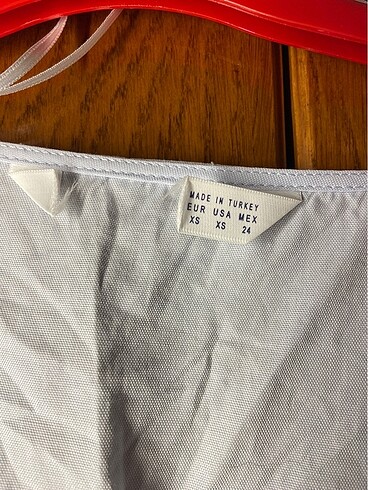 MADE IN TURKEY
EUR USA MEX
XS XS 24